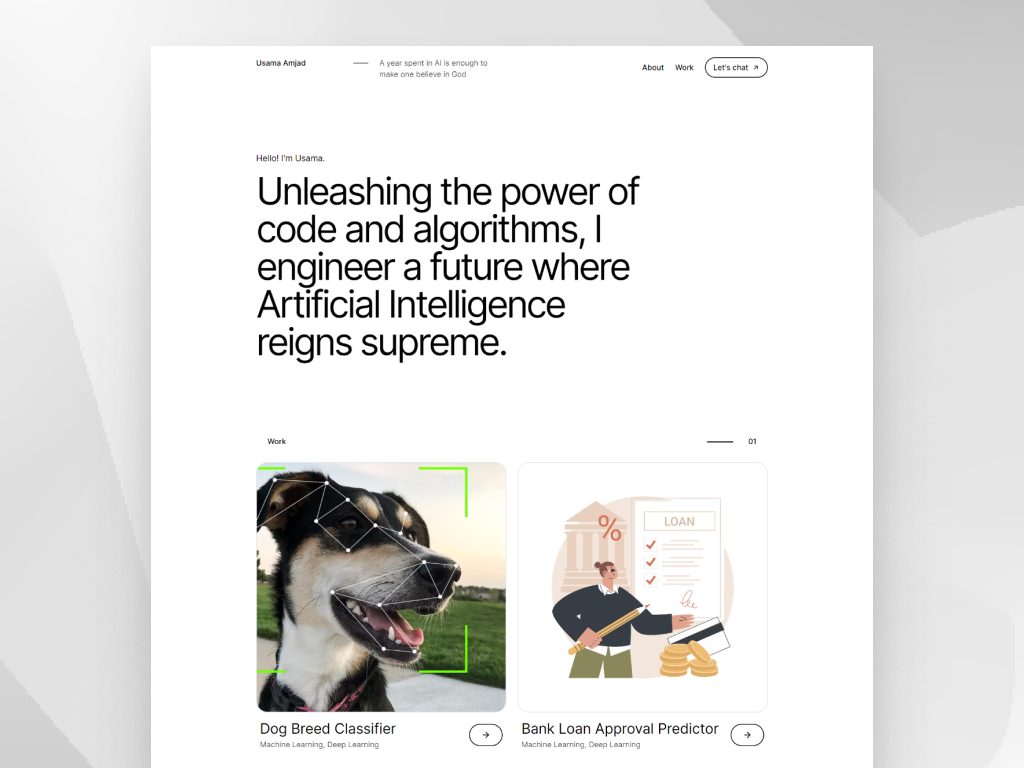 Usama Amjad
A year spent in AI is enough to
make one believe in God
About
Work
Let's chat
Hello! I'm Usama.
Unleashing the power of
code and algorithms, I
engineer a future where
Artificial Intelligence
reigns supreme.
Work
01
%
LOAN
Dog Breed Classifier
Machine Learning, Deep Learning
Bank Loan Approval Predictor
Machine Learning, Deep Learning